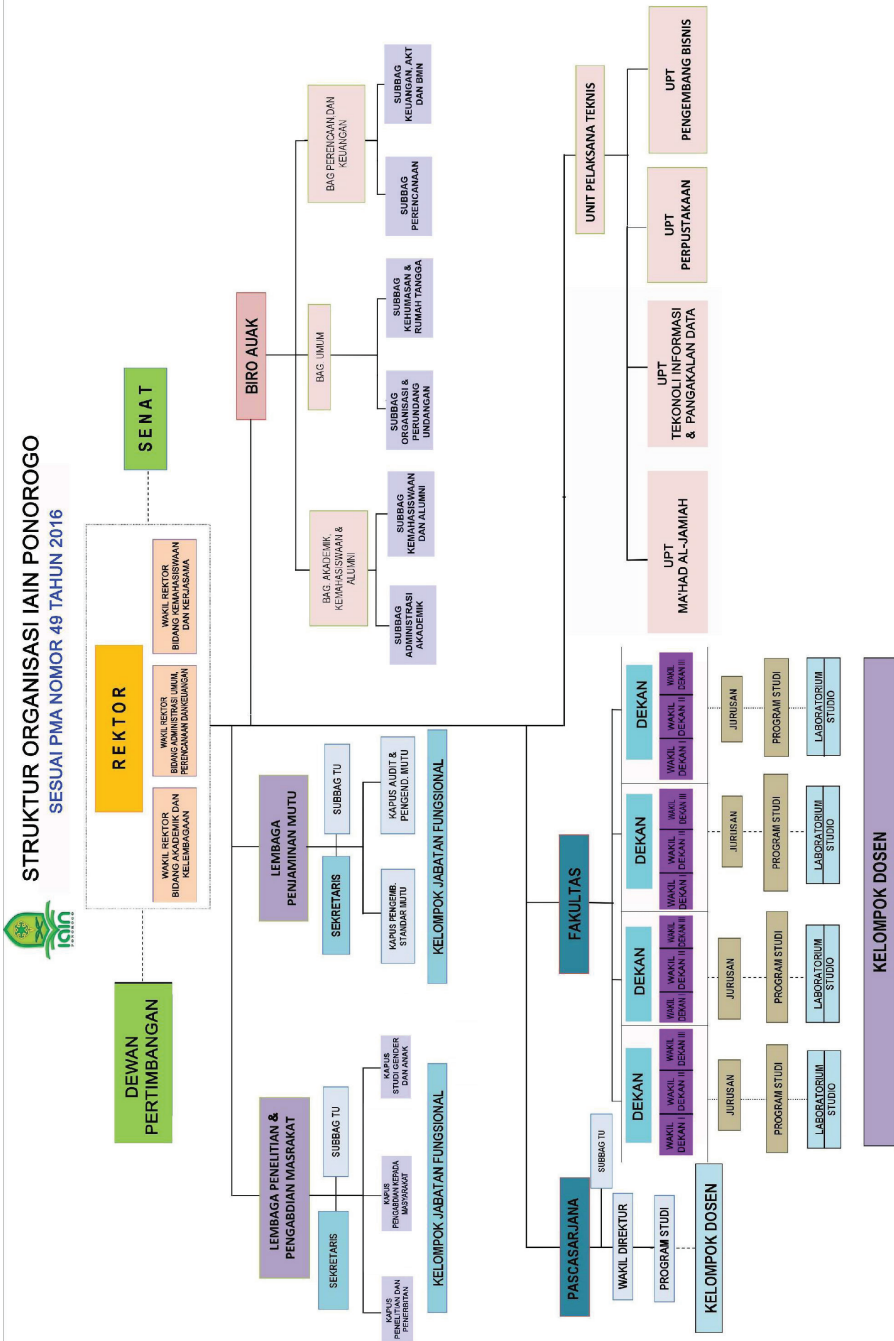 STRUKTUR ORGANISASI IAIN PONOROGO
SESUAI PMA NOMOR 49 TAHUN 2016
iain
PONOROGO
DEWAN
PERTIMBANGAN
REKTOR
WAKIL REKTOR
BIDANG AKADEMIK DAN
KELEMBAGAAN
WAKIL REKTOR
BIDANG ADMINISTRASI UMUM,
PERENCANAAN DANKEUANGAN
WAKIL REKTOR
BIDANG KEMAHASISWAAN
DAN KERJASAMA
SENAT
LEMBAGA PENELITIAN &
PENGABDIAN MASRAKAT
SEKRETARIS
SUBBAG TU
KAPUS
PENELITIAN DAN
PENERBITAN
KAPUS
PENGABDIAN KEPADA
MASYARAKAT
KAPUS
STUDI GENDER
DAN ANAK
KELOMPOK JABATAN FUNGSIONAL
LEMBAGA
PENJAMINAN MUTU
SEKRETARIS
SUBBAG TU
KAPUS PENGEMB.
STANDAR MUTU
KAPUS AUDIT &
PENGEND. MUTU
KELOMPOK JABATAN FUNGSIONAL
BIRO AUAK
BAG. AKADEMIK,
KEMAHASISWAAN &
ALUMNI
BAG. UMUM
BAG PERENCAAN DAN
KEUANGAN
SUBBAG
ADMINISTRASI
AKADEMIK
SUBBAG
KEMAHASISWAAN
DAN ALUMNI
SUBBAG
ORGANISASI &
PERUNDANG
UNDANGAN
SUBBAG
KEHUMASAN &
RUMAH TANGGA
SUBBAG
PERENCANAAN
SUBBAG
KEUANGAN, AKT
DAN BMN
PASCASARJANA
SUBBAG TU
WAKIL DIREKTUR
PROGRAM STUDI
KELOMPOK DOSEN
FAKULTAS
DEKAN
WAKIL
DEKAN I
WAKIL
DEKAN II
WAKIL
DEKAN III
JURUSAN
PROGRAM STUDI
LABORATORIUM
STUDIO
DEKAN
WAKIL
DEKAN I
WAKIL
DEKAN II
WAKIL
DEKAN III
JURUSAN
PROGRAM STUDI
LABORATORIUM
STUDIO
DEKAN
WAKIL
DEKAN I
WAKIL
DEKAN II
WAKIL
DEKAN III
JURUSAN
PROGRAM STUDI
LABORATORIUM
STUDIO
DEKAN
WAKIL
DEKAN I
WAKIL
DEKAN II
WAKIL
DEKAN III
JURUSAN
PROGRAM STUDI
LABORATORIUM
STUDIO
KELOMPOK DOSEN
UNIT PELAKSANA TEKNIS
UPT
MA'HAD AL-JAMIAH
UPT
TEKONOLI INFORMASI
& PANGAKALAN DATA
UPT
PERPUSTAKAAN
UPT
PENGEMBANG BISNIS